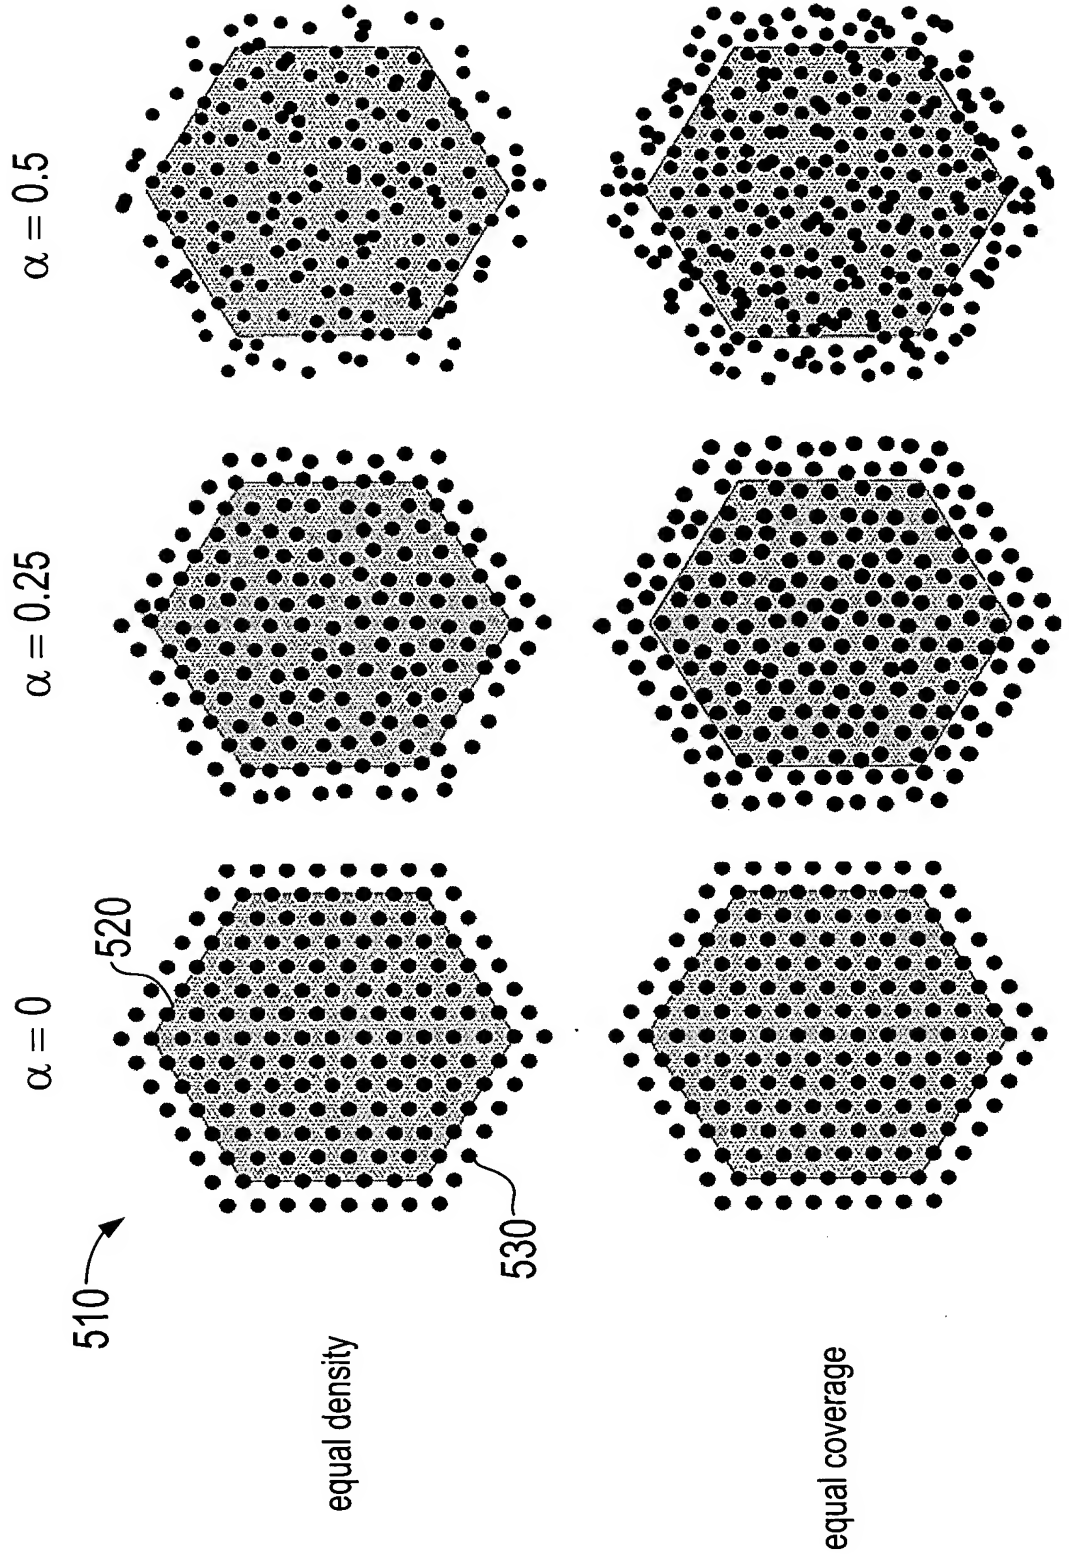 α = 0
α = 0.25
α = 0.5
510
520
530
equal density
equal coverage